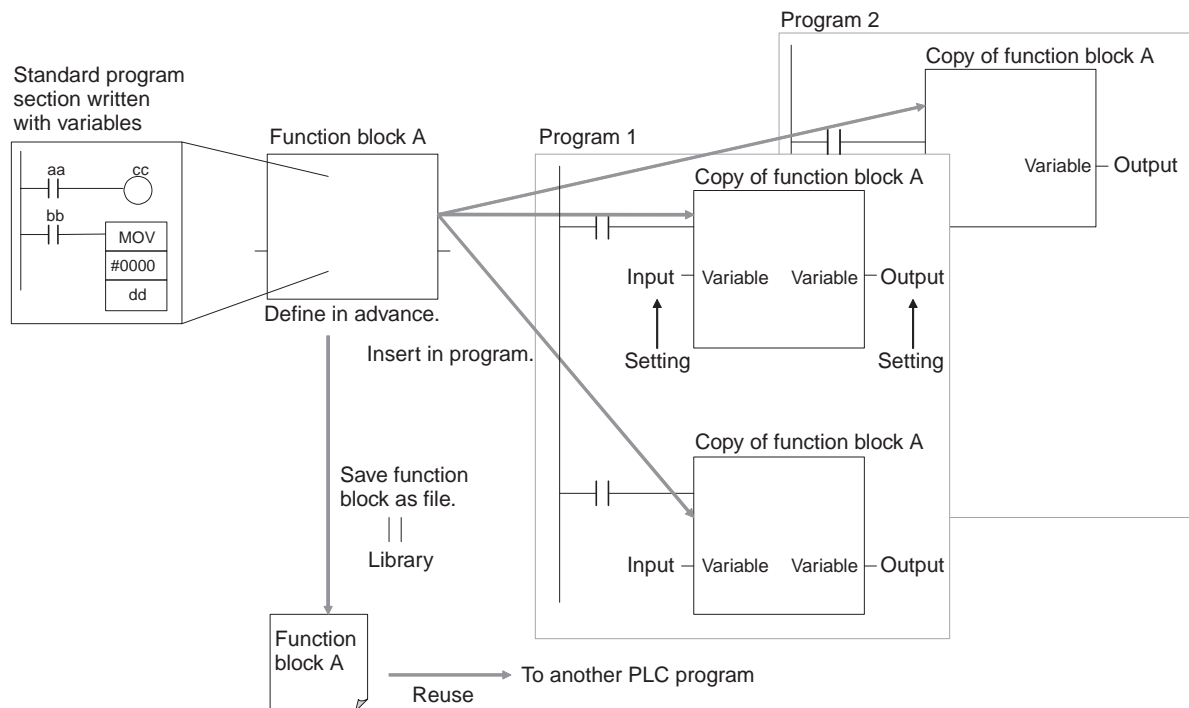 Program 2
Copy of function block A
Variable
Output
Standard program
section written
with variables
aa
cc
bb
MOV
#0000
dd
Function block A
Define in advance.
Insert in program.
Program 1
Copy of function block A
Input
Variable
Variable
Output
Setting
Setting
Copy of function block A
Input
Variable
Variable
Output
Save function
block as file.
Library
Function
block A
Reuse
To another PLC program